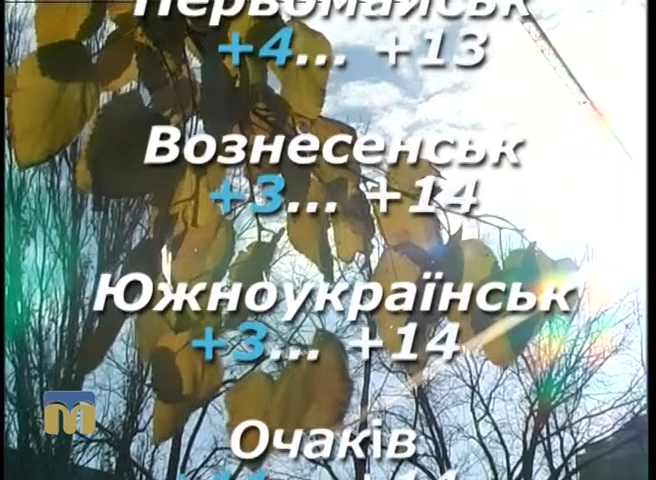 Первомайськ
+4... +13
Вознесенськ
+3... +14
Южноукраїнськ
+3... +14
Очаків